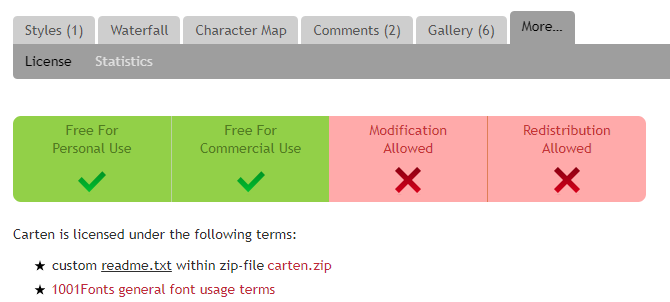 Styles (1) Waterfall Character Map Comments (2) Gallery (6) More...
License Statistics
Free For Free For Modification Redistribution
Personal Use Commercial Use Allowed Allowed
Carten is licensed under the following terms:
★ custom readme.txt within zip-file carten.zip
★ 1001Fonts general font usage terms